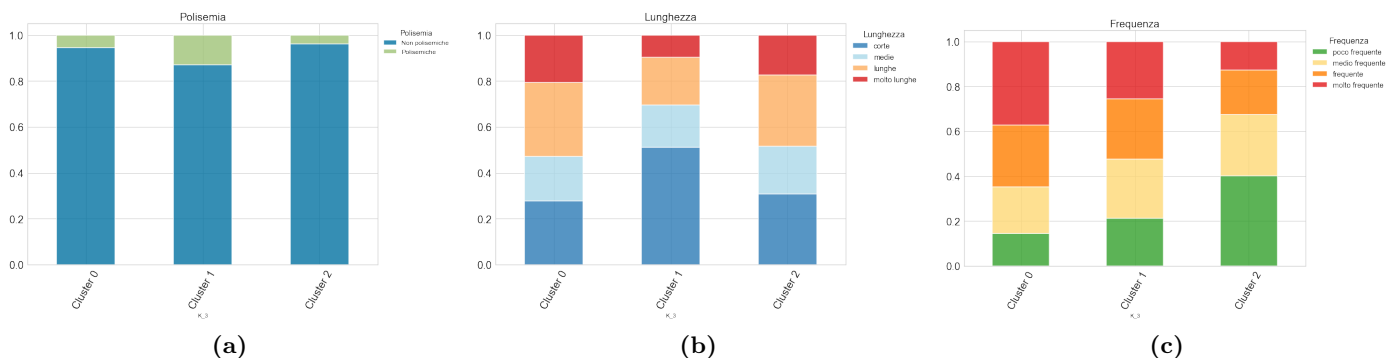 Polisemia
Polisemia
Non polisemiche
Polisemiche
1.0
0.8
0.6
0.4
0.2
0.0
Cluster 0
Cluster 1
Cluster 2
K_3
(a)
Lunghezza
Lunghezza
corte
medie
lunghe
molto lunghe
1.0
0.8
0.6
0.4
0.2
0.0
Cluster 0
Cluster 1
Cluster 2
K_3
(b)
Frequenza
Frequenza
poco frequente
medio frequente
frequente
molto frequente
1.0
0.8
0.6
0.4
0.2
0.0
Cluster 0
Cluster 1
Cluster 2
K_3
(c)